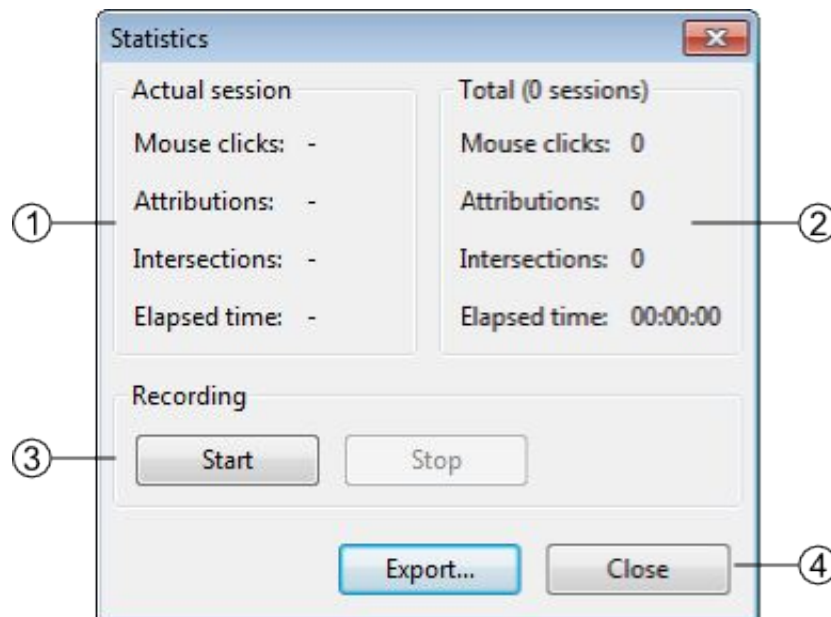 Statistics
Actual session
Mouse clicks: -
Attributions: -
Intersections: -
Elapsed time: -
Total (0 sessions)
Mouse clicks: 0
Attributions: 0
Intersections: 0
Elapsed time: 00:00:00
Recording
Start Stop
Export... Close
1
2
3
4